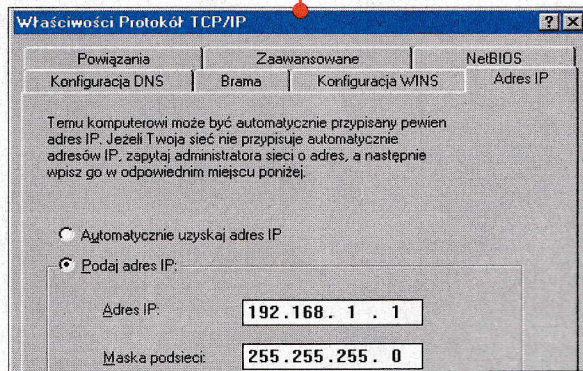 Właściwości Protokół TCP/IP
Powiązania Zaawansowane NetBIOS
Konfiguracja DNS Brama Konfiguracja WINS Adres IP
Temu komputerowi może być automatycznie przypisany pewien
adres IP. Jeżeli Twoja sieć nie przypisuje automatycznie
adresów IP, zapytaj administratora sieci o adres, a następnie
wpisz go w odpowiednim miejscu poniżej.
Automatycznie uzyskaj adres IP
Podaj adres IP:
Adres IP: 192.168. 1 . 1
Maska podsieci: 255.255.255. 0